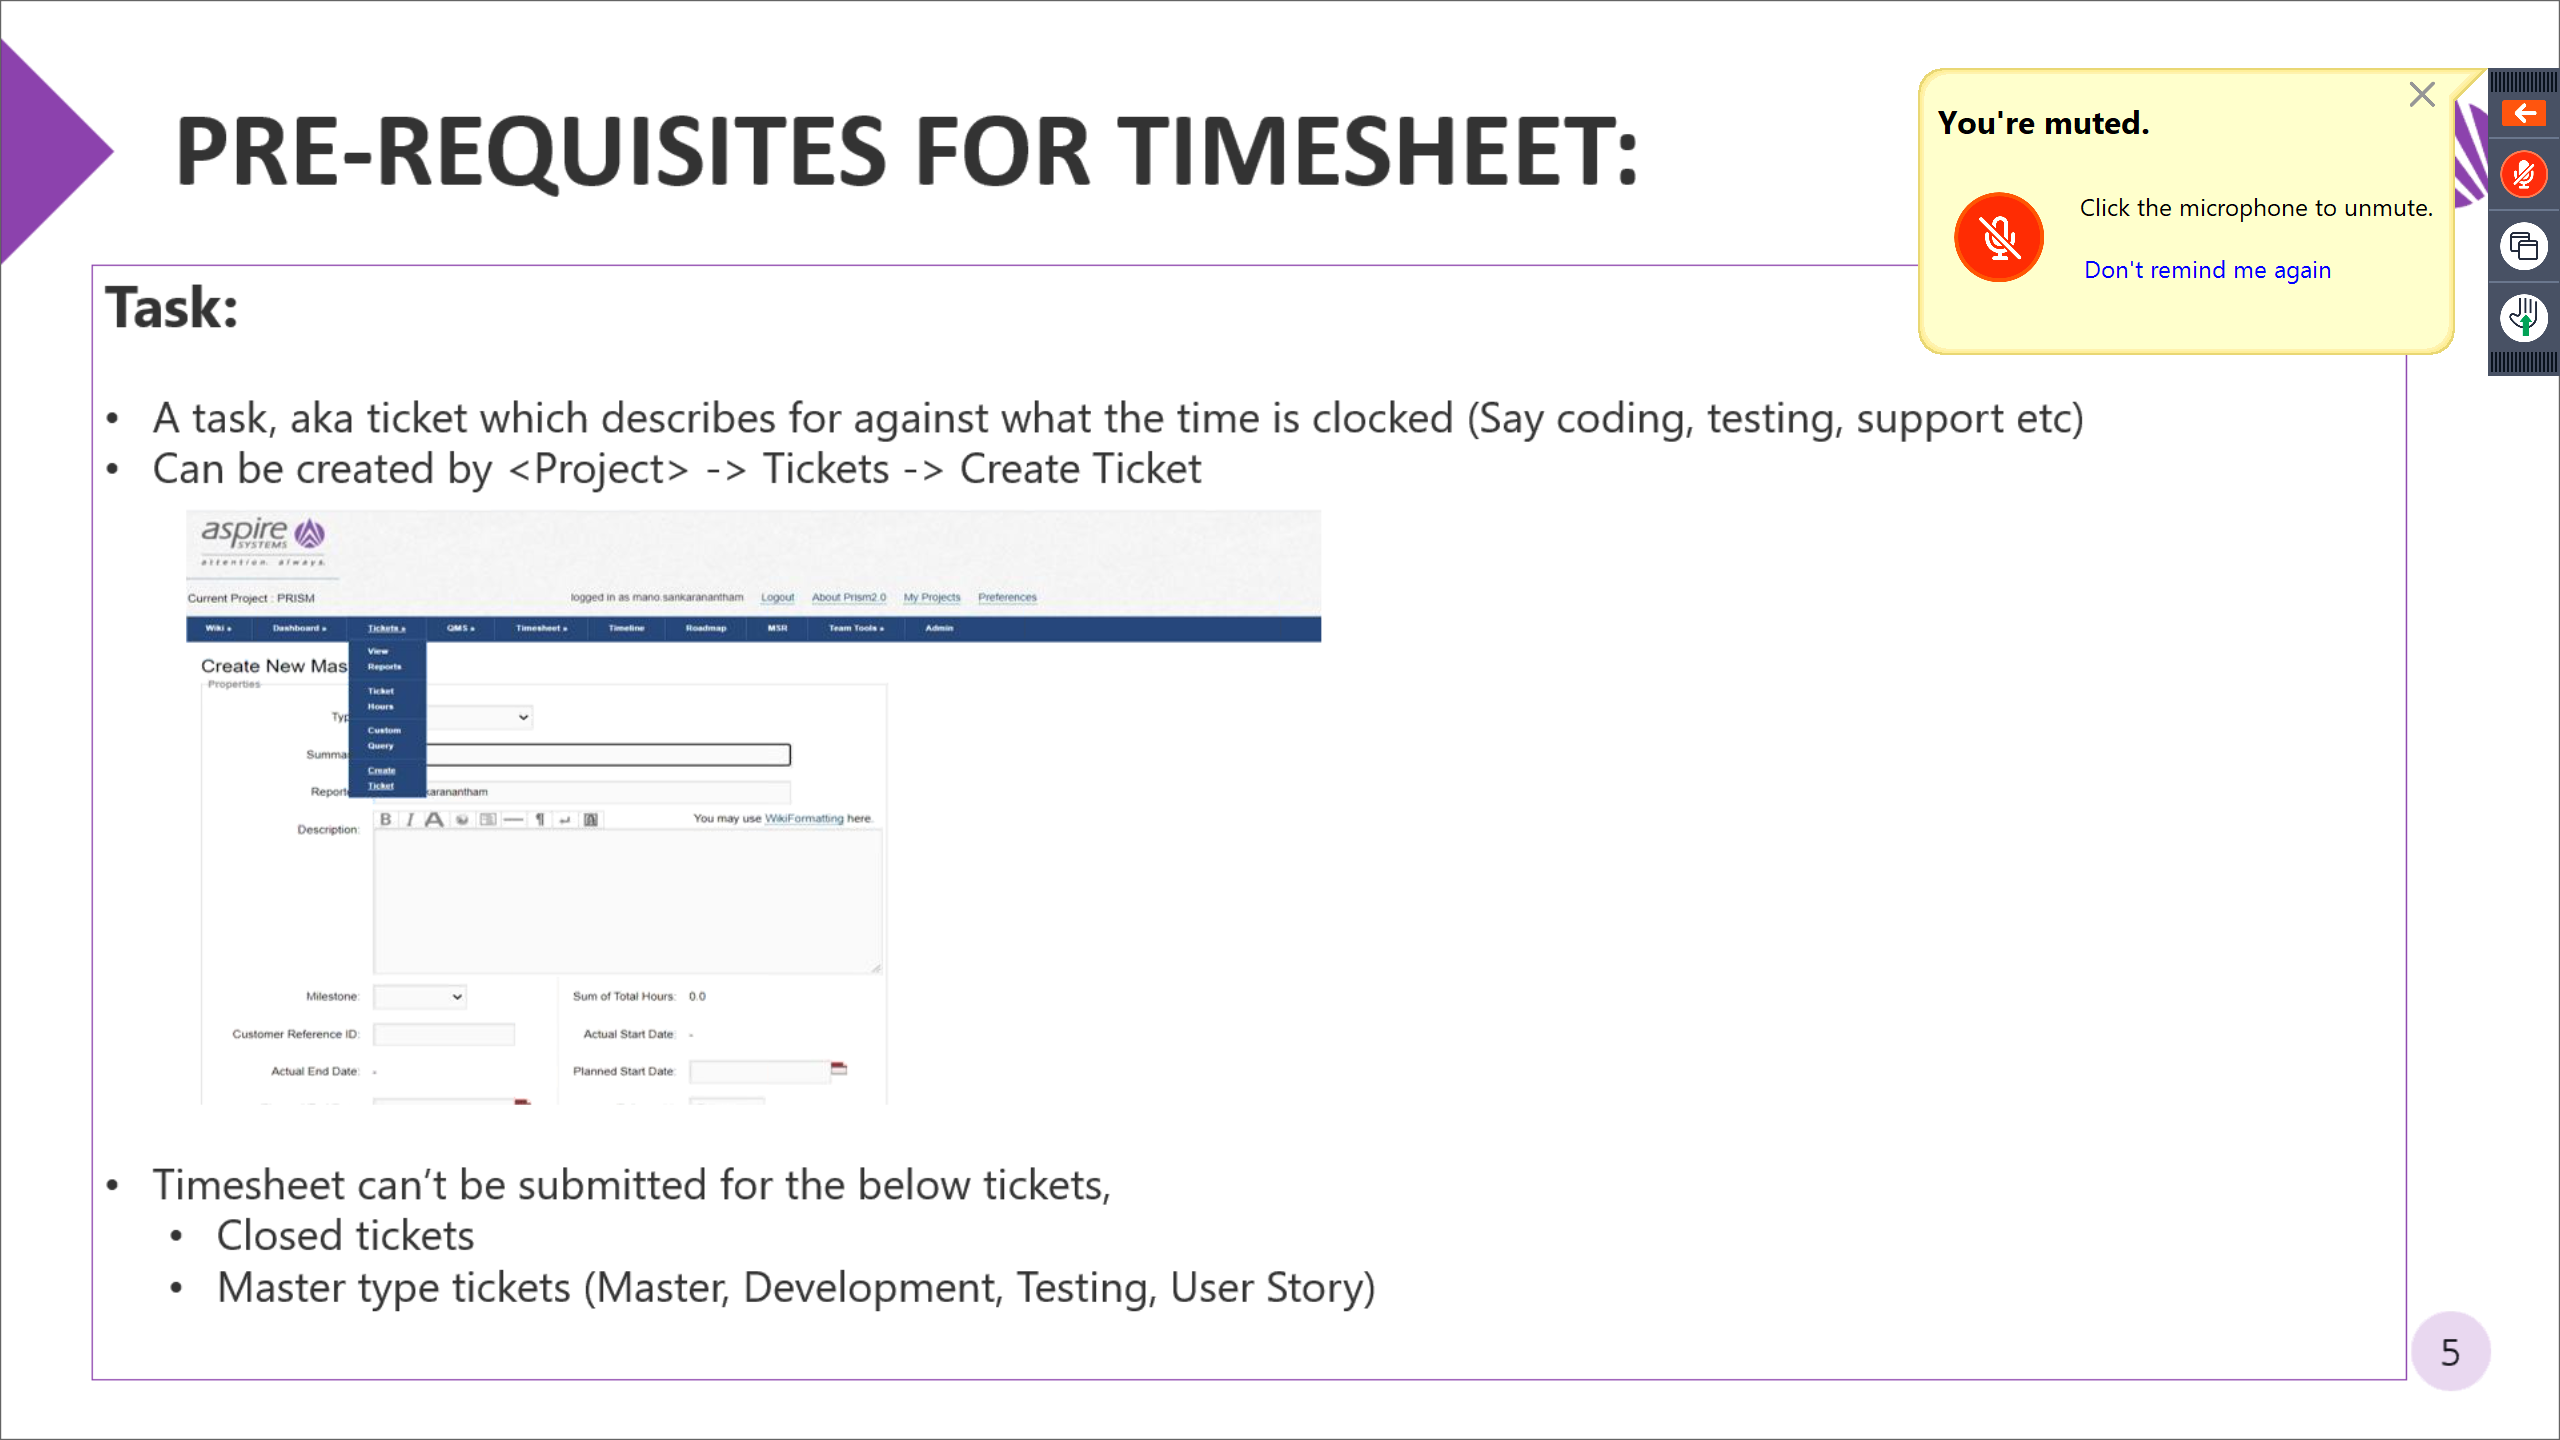 PRE-REQUISITES FOR TIMESHEET:
You're muted.
Click the microphone to unmute.
Don't remind me again
Task:
• A task, aka ticket which describes for against what the time is clocked (Say coding, testing, support etc)
• Can be created by <Project> -> Tickets -> Create Ticket
aspire
SYSTEMS
attention. always.
Current Project : PRISM
logged in as mano.sankaranantham Logout About Prism2.0 My Projects Preferences
Wiki » Dashboard » Tickets » QMS » Timesheet » Timeline Roadmap MSR Team Tools » Admin
View
Reports
Ticket
Hours
Custom
Query
Create
Ticket
Create New Mas
Properties
Typ
Summa
Report
karanantham
B I A
You may use WikiFormatting here.
Description:
Milestone:
Sum of Total Hours: 0.0
Customer Reference ID:
Actual Start Date: -
Actual End Date: -
Planned Start Date:
• Timesheet can’t be submitted for the below tickets,
• Closed tickets
• Master type tickets (Master, Development, Testing, User Story)
5